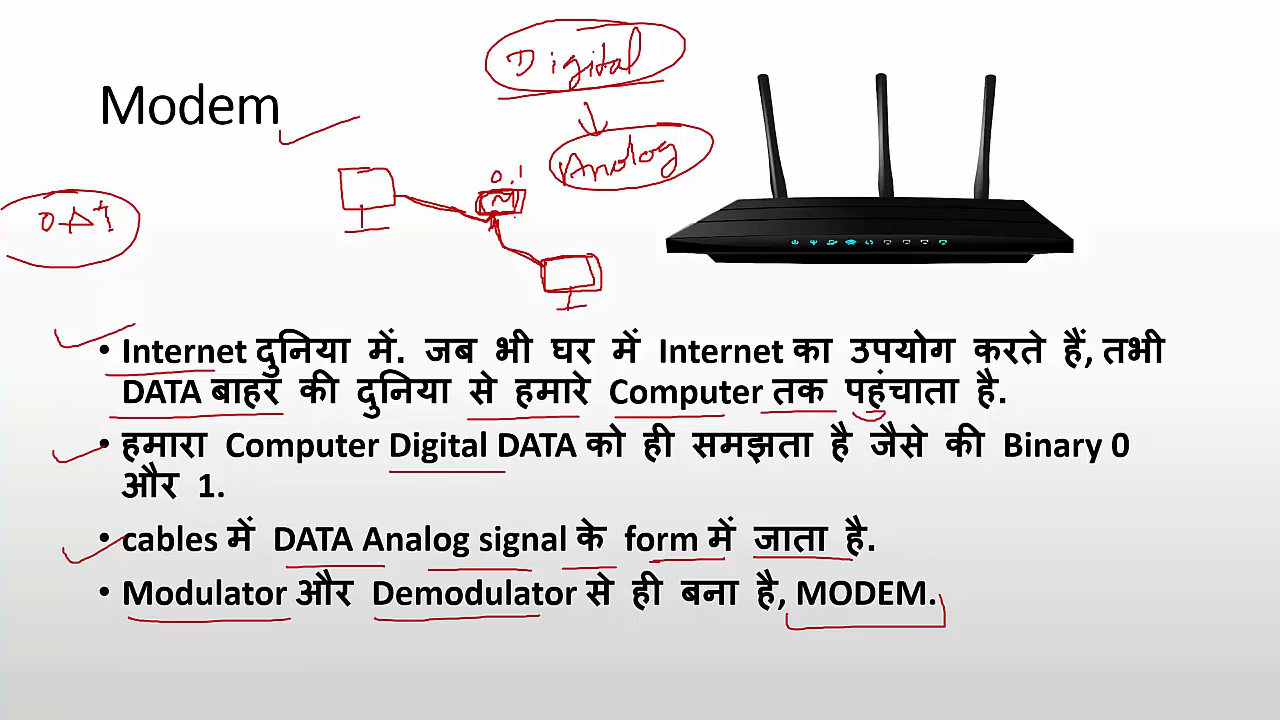 Digital
Modem
Analog
0.1
• Internet दुनिया में. जब भी घर में Internet का उपयोग करते हैं, तभी
DATA बाहर की दुनिया से हमारे Computer तक पहुंचाता है.
• हमारा Computer Digital DATA को ही समझता है जैसे की Binary 0
और 1.
• cables में DATA Analog signal के form में जाता है.
• Modulator और Demodulator से ही बना है, MODEM.